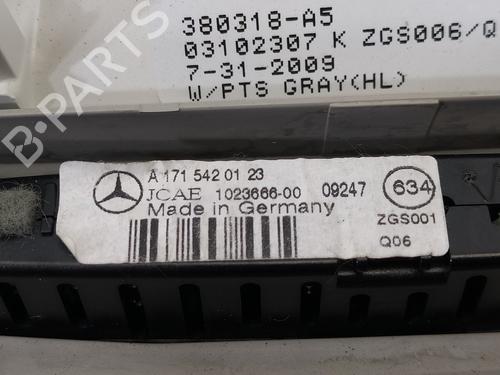 380318-A5
03102307 K ZGS006/Q
7-31-2009
W/PTS GRAY(HL)
A 171 542 01 23
JCAE 1023666-00 09247 634
Made in Germany
ZGS001
Q06
B-Parts